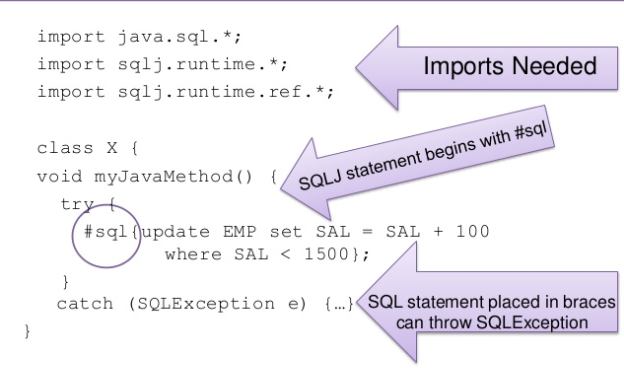 import java.sql.*;
import sqlj.runtime.*;
import sqlj.runtime.ref.*;
Imports Needed
class X {
void myJavaMethod() {
SQLJ statement begins with #sql
try {
#sql{update EMP set SAL = SAL + 100
where SAL < 1500};
}
catch (SQLException e) {…}
SQL statement placed in braces
can throw SQLException
}